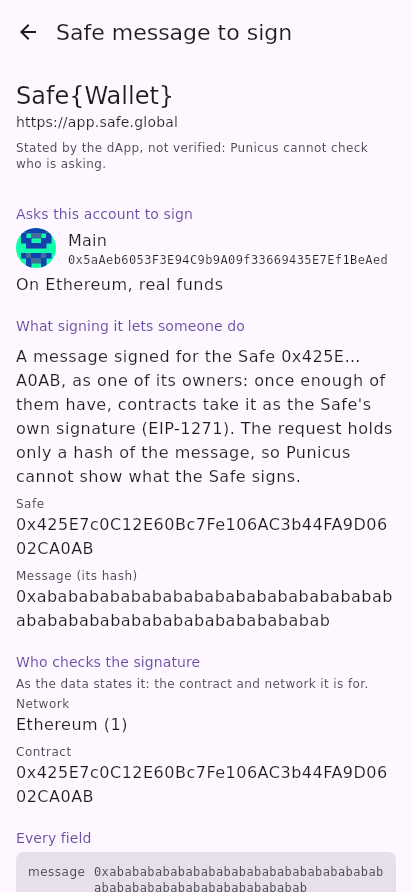 Safe message to sign
Safe{Wallet}
https://app.safe.global
Stated by the dApp, not verified: Punicus cannot check
who is asking.
Asks this account to sign
Main
0x5aAeb6053F3E94C9b9A09f33669435E7Ef1BeAed
On Ethereum, real funds
What signing it lets someone do
A message signed for the Safe 0x425E…
A0AB, as one of its owners: once enough of
them have, contracts take it as the Safe's
own signature (EIP-1271). The request holds
only a hash of the message, so Punicus
cannot show what the Safe signs.
Safe
0x425E7c0C12E60Bc7Fe106AC3b44FA9D06
02CA0AB
Message (its hash)
0xabababababababababababababababababab
ababababababababababababababab
Who checks the signature
As the data states it: the contract and network it is for.
Network
Ethereum (1)
Contract
0x425E7c0C12E60Bc7Fe106AC3b44FA9D06
02CA0AB
Every field
message 0xabababababababababababababababababab
abababababababababababababab